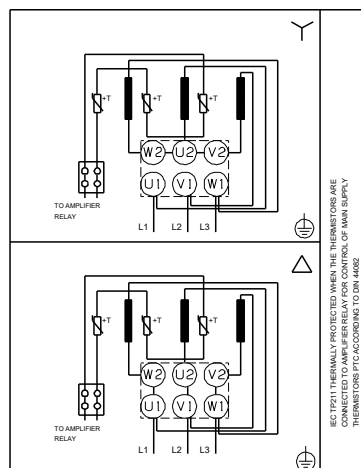 +T +T +T
W2 U2 V2
U1 V1 W1
TO AMPLIFIER
RELAY
L1 L2 L3
+T +T +T
W2 U2 V2
U1 V1 W1
TO AMPLIFIER
RELAY
L1 L2 L3
IEC TP211 THERMALLY PROTECTED WHEN THE THERMISTORS ARE
CONNECTED TO AMPLIFIER RELAY FOR CONTROL OF MAIN SUPPLY
THERMISTORS PTC ACCORDING TO DIN 44082